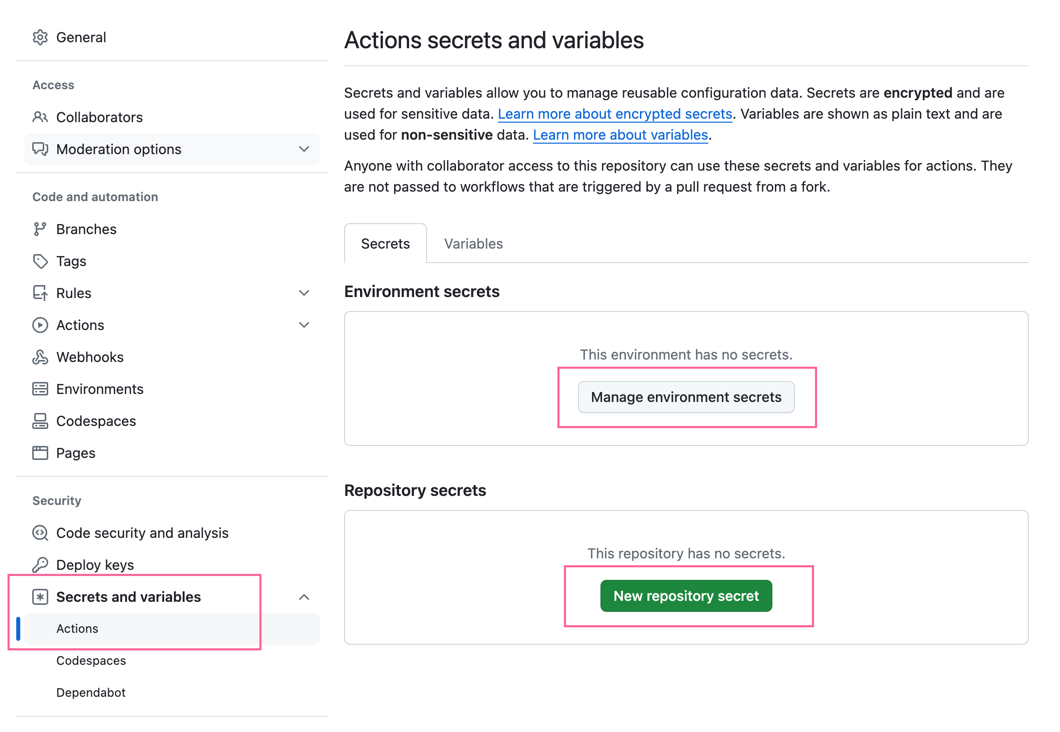 General
Access
Collaborators
Moderation options
Code and automation
Branches
Tags
Rules
Actions
Webhooks
Environments
Codespaces
Pages
Security
Code security and analysis
Deploy keys
Secrets and variables
Actions
Codespaces
Dependabot
Actions secrets and variables
Secrets and variables allow you to manage reusable configuration data. Secrets are encrypted and are
used for sensitive data. Learn more about encrypted secrets. Variables are shown as plain text and are
used for non-sensitive data. Learn more about variables.
Anyone with collaborator access to this repository can use these secrets and variables for actions. They
are not passed to workflows that are triggered by a pull request from a fork.
Secrets
Variables
Environment secrets
This environment has no secrets.
Manage environment secrets
Repository secrets
This repository has no secrets.
New repository secret